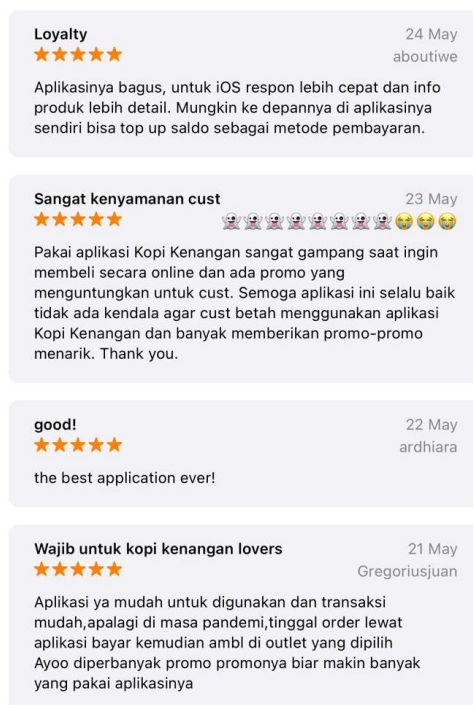 Loyalty 24 May
aboutiwe
Aplikasinya bagus, untuk iOS respon lebih cepat dan info
produk lebih detail. Mungkin ke depannya di aplikasinya
sendiri bisa top up saldo sebagai metode pembayaran.
Sangat kenyamanan cust 23 May
👻👻👻👻👻👻👻👻😭😭😭
Pakai aplikasi Kopi Kenangan sangat gampang saat ingin
membeli secara online dan ada promo yang
menguntungkan untuk cust. Semoga aplikasi ini selalu baik
tidak ada kendala agar cust betah menggunakan aplikasi
Kopi Kenangan dan banyak memberikan promo-promo
menarik. Thank you.
good! 22 May
ardhiara
the best application ever!
Wajib untuk kopi kenangan lovers 21 May
Gregoriusjuan
Aplikasi ya mudah untuk digunakan dan transaksi
mudah,apalagi di masa pandemi,tinggal order lewat
aplikasi bayar kemudian ambl di outlet yang dipilih
Ayoo diperbanyak promo promonya biar makin banyak
yang pakai aplikasinya